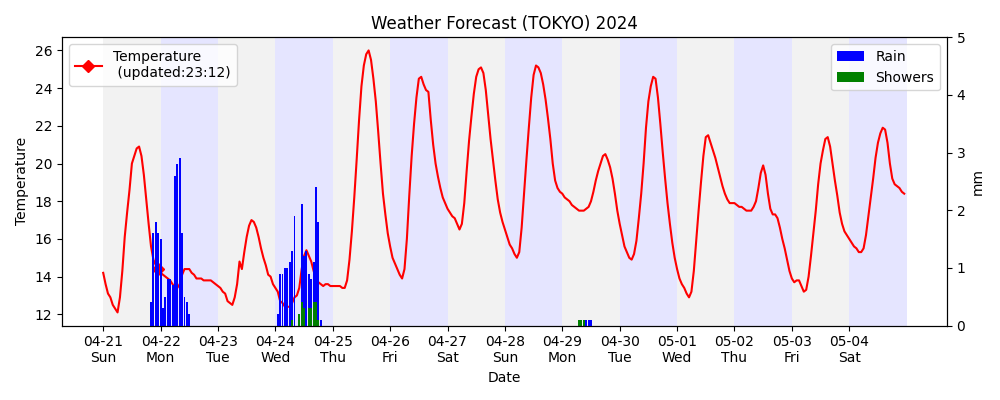 Weather Forecast (TOKYO) 2024
Temperature
(updated:23:12)
Rain
Showers
Temperature
26
24
22
20
18
16
14
12
5
4
3
2
1
0
mm
04-21 04-22 04-23 04-24 04-25 04-26 04-27 04-28 04-29 04-30 05-01 05-02 05-03 05-04
Sun Mon Tue Wed Thu Fri Sat Sun Mon Tue Wed Thu Fri Sat
Date